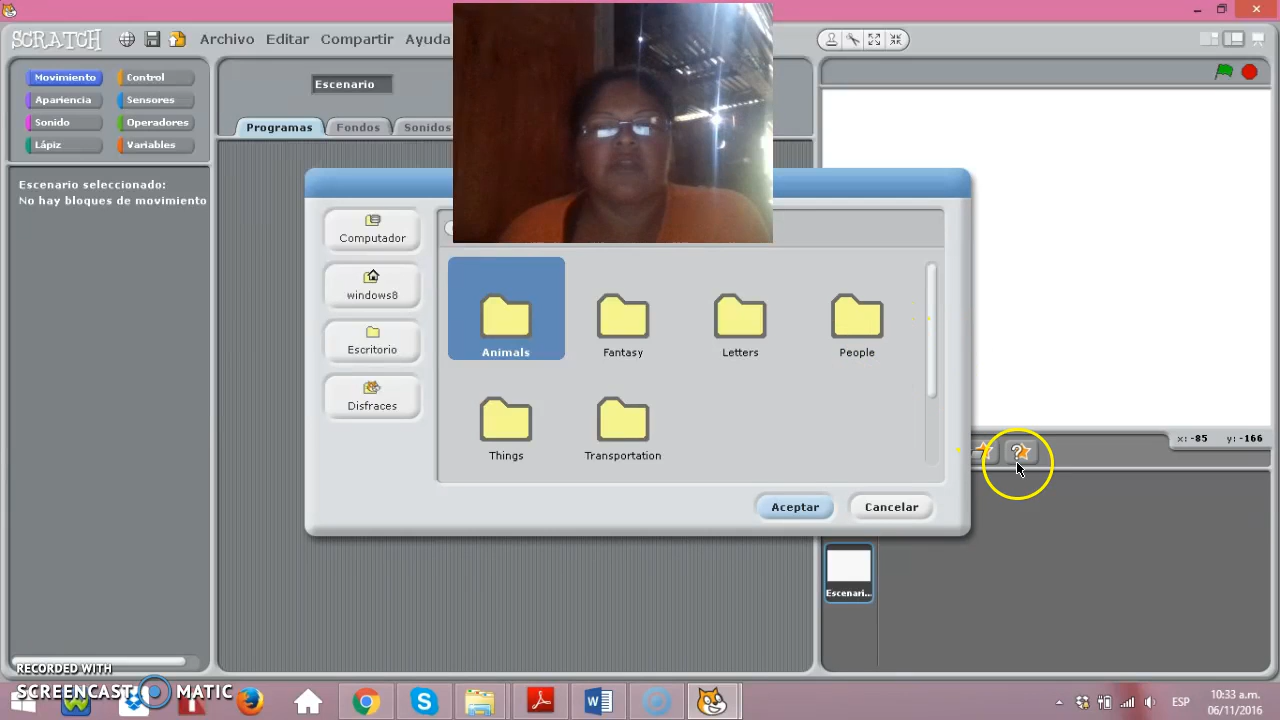 SCRATCH Archivo Editar Compartir Ayuda
Movimiento Control
Apariencia Sensores
Sonido Operadores
Lápiz Variables
Escenario
Programas Fondos Sonidos
Escenario seleccionado:
No hay bloques de movimiento
Computador
windows8
Escritorio
Disfraces
Animals Fantasy Letters People
Things Transportation
Aceptar Cancelar
x: -85 y: -166
Escenari...
RECORDED WITH
SCREENCAST MATIC
ESP
10:33 a.m.
06/11/2016